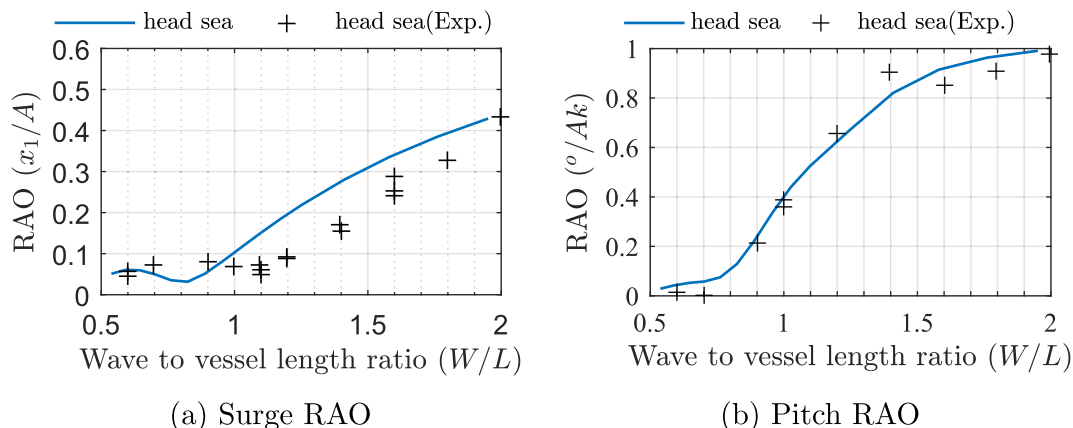 head sea + head sea(Exp.)
0.6
0.5
0.4
0.3
0.2
0.1
0
RAO (x₁/A)
0.5 1 1.5 2
Wave to vessel length ratio (W/L)
(a) Surge RAO
head sea + head sea(Exp.)
1
0.8
0.6
0.4
0.2
0
RAO (°/Ak)
0.5 1 1.5 2
Wave to vessel length ratio (W/L)
(b) Pitch RAO